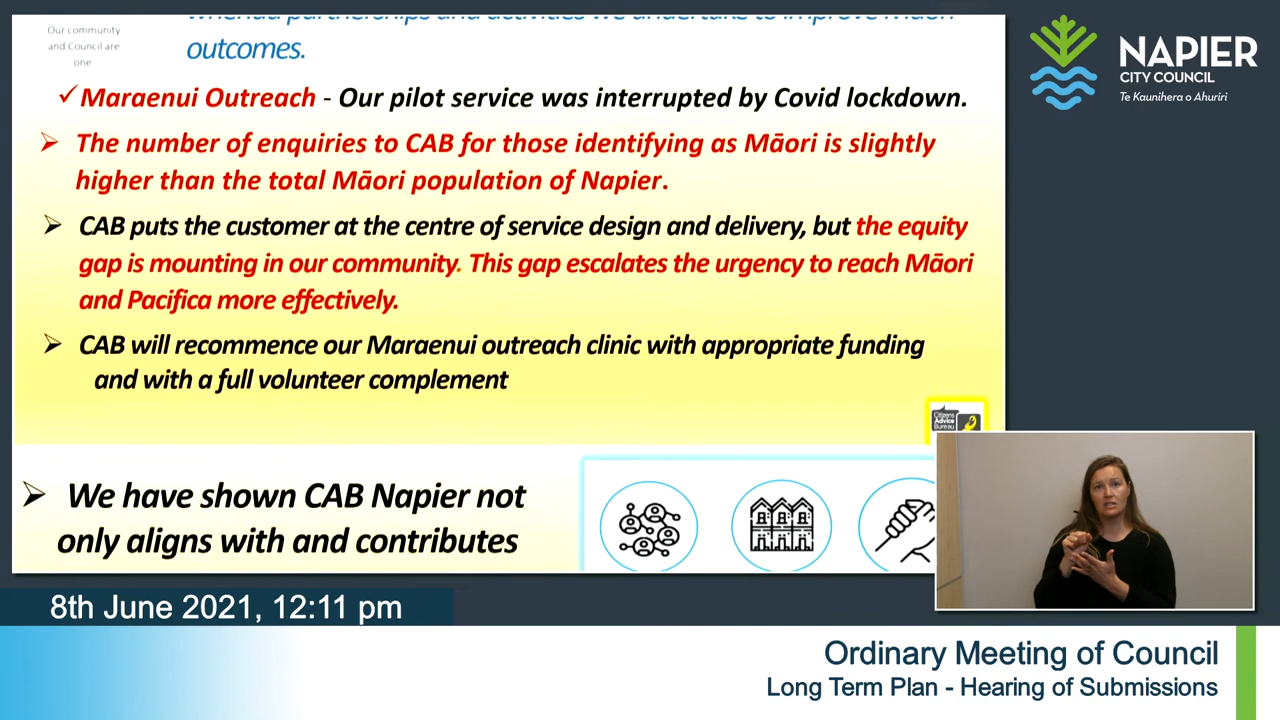 Our community
and Council are
one
whenua partnerships and activities we undertake to improve Māori
outcomes.
✓Maraenui Outreach - Our pilot service was interrupted by Covid lockdown.
➢ The number of enquiries to CAB for those identifying as Māori is slightly
higher than the total Māori population of Napier.
➢ CAB puts the customer at the centre of service design and delivery, but the equity
gap is mounting in our community. This gap escalates the urgency to reach Māori
and Pacifica more effectively.
➢ CAB will recommence our Maraenui outreach clinic with appropriate funding
and with a full volunteer complement
Citizens
Advice
Bureau
➢ We have shown CAB Napier not
only aligns with and contributes
NAPIER
CITY COUNCIL
Te Kaunihera o Ahuriri
8th June 2021, 12:11 pm
Ordinary Meeting of Council
Long Term Plan - Hearing of Submissions